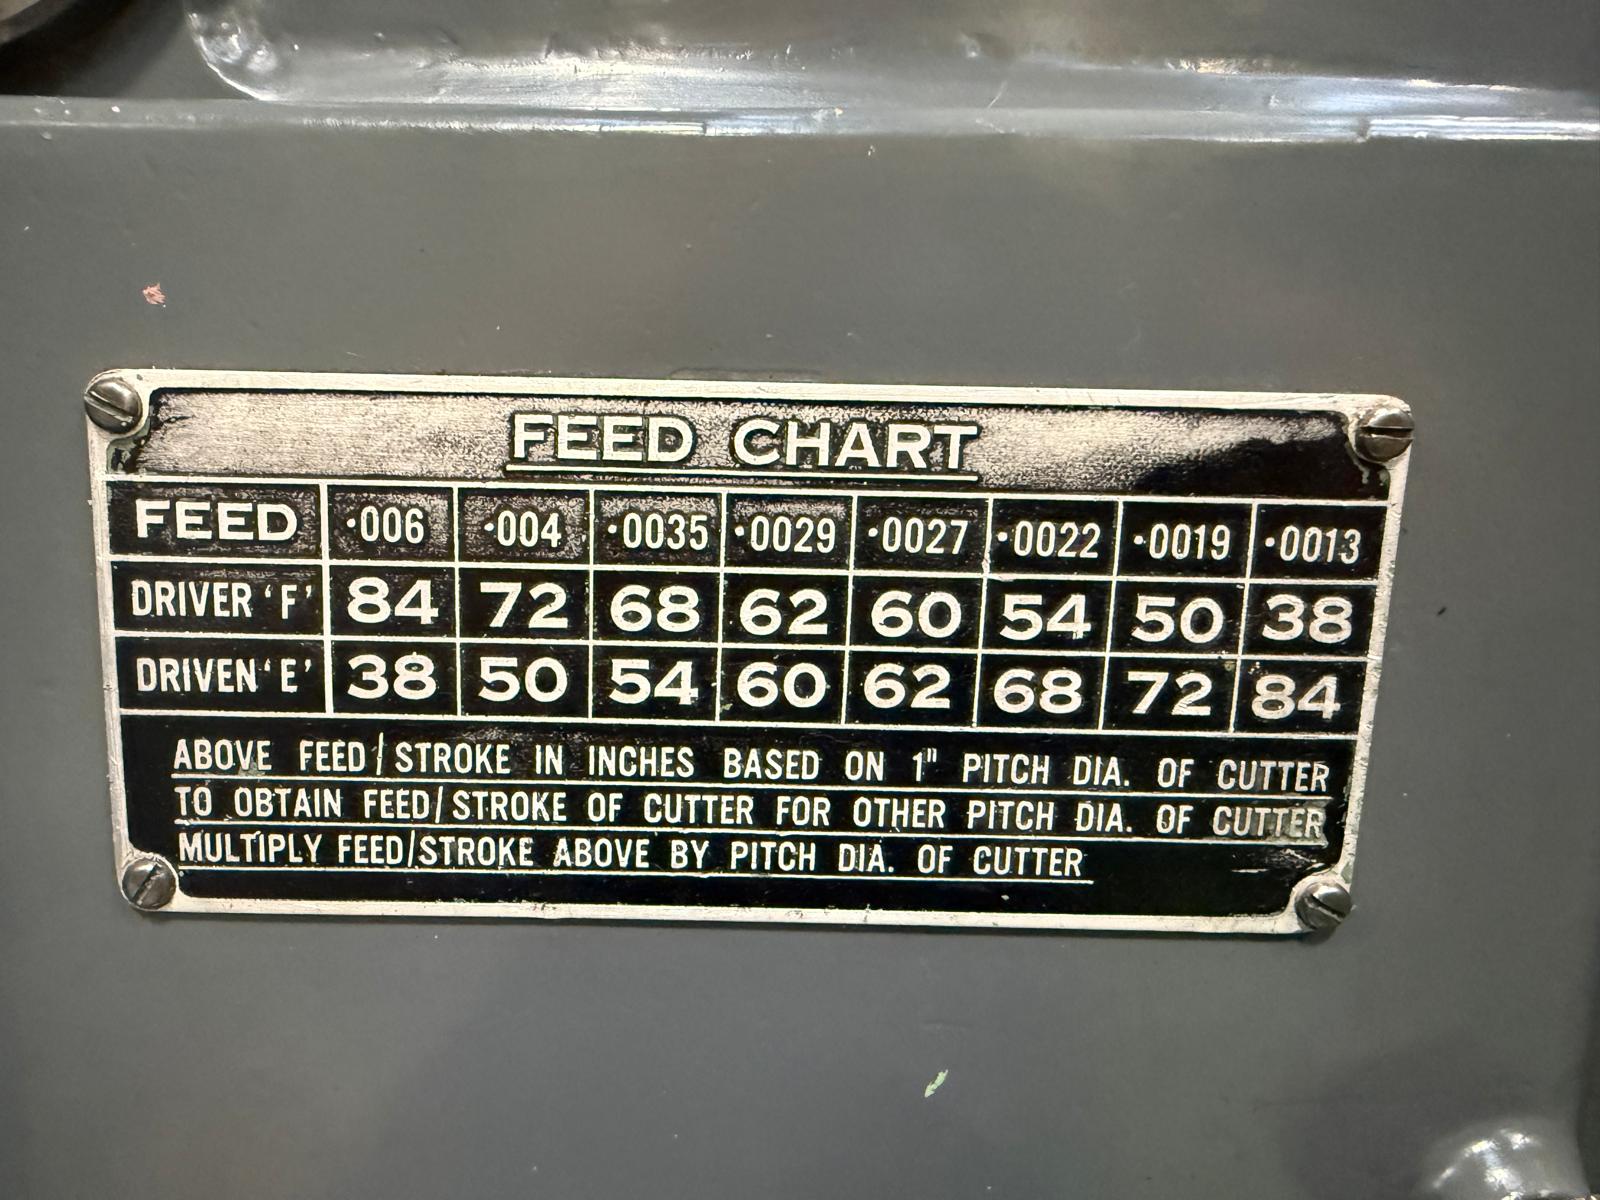 FEED CHART
FEED ·006 ·004 ·0035 ·0029 ·0027 ·0022 ·0019 ·0013
DRIVER 'F' 84 72 68 62 60 54 50 38
DRIVEN 'E' 38 50 54 60 62 68 72 84
ABOVE FEED/STROKE IN INCHES BASED ON 1" PITCH DIA. OF CUTTER
TO OBTAIN FEED/STROKE OF CUTTER FOR OTHER PITCH DIA. OF CUTTER
MULTIPLY FEED/STROKE ABOVE BY PITCH DIA. OF CUTTER